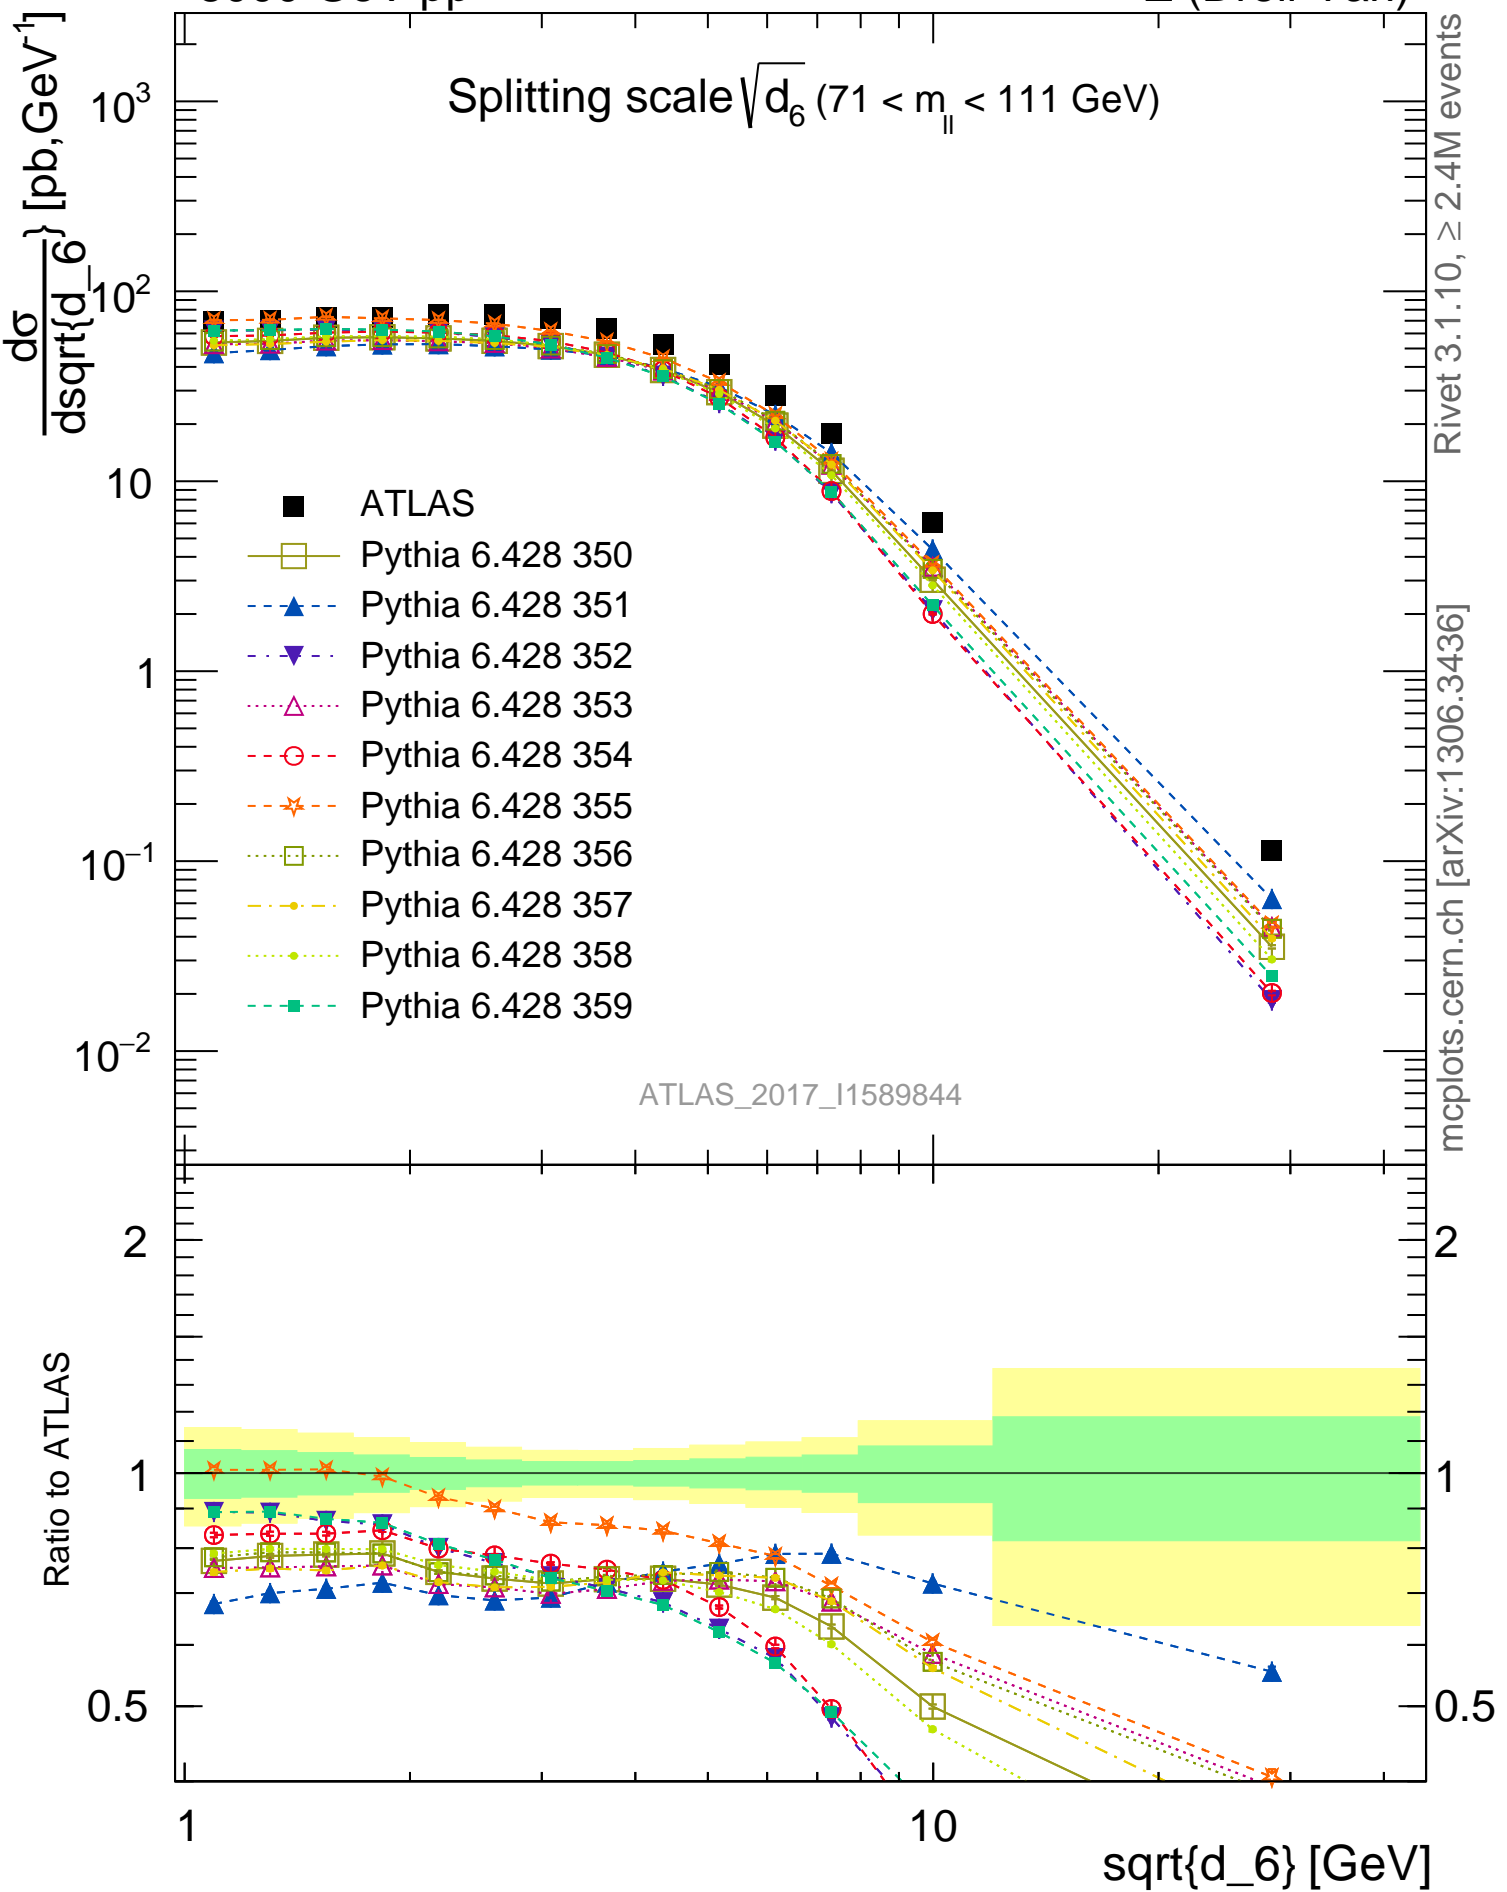 Splitting scale √d6 (71 < mll < 111 GeV)
dσ
dsqrt{d_6} [pb,GeV-1]
10^3
10^2
10
1
10^−1
10^−2
ATLAS
Pythia 6.428 350
Pythia 6.428 351
Pythia 6.428 352
Pythia 6.428 353
Pythia 6.428 354
Pythia 6.428 355
Pythia 6.428 356
Pythia 6.428 357
Pythia 6.428 358
Pythia 6.428 359
ATLAS_2017_I1589844
Rivet 3.1.10, ≥ 2.4M events
mcplots.cern.ch [arXiv:1306.3436]
Ratio to ATLAS
2
1
0.5
2
1
0.5
1
10
sqrt{d_6} [GeV]